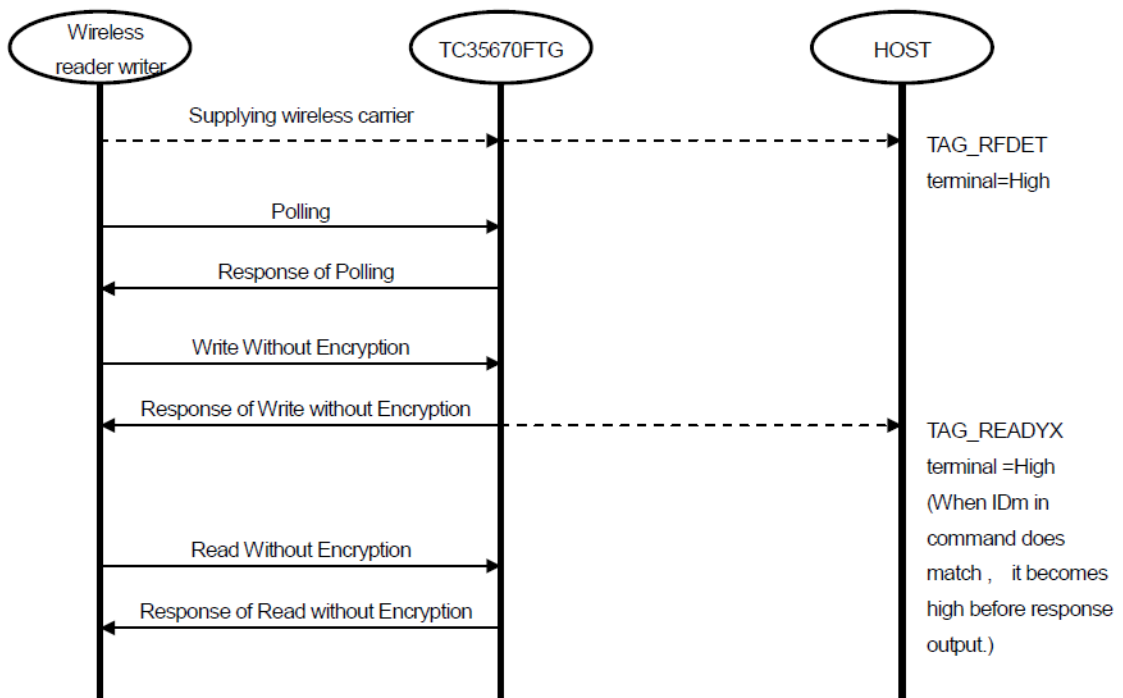 Wireless
reader writer
TC35670FTG
HOST
Supplying wireless carrier
TAG_RFDET
terminal=High
Polling
Response of Polling
Write Without Encryption
Response of Write without Encryption
TAG_READYX
terminal =High
(When IDm in
command does
match , it becomes
high before response
output.)
Read Without Encryption
Response of Read without Encryption